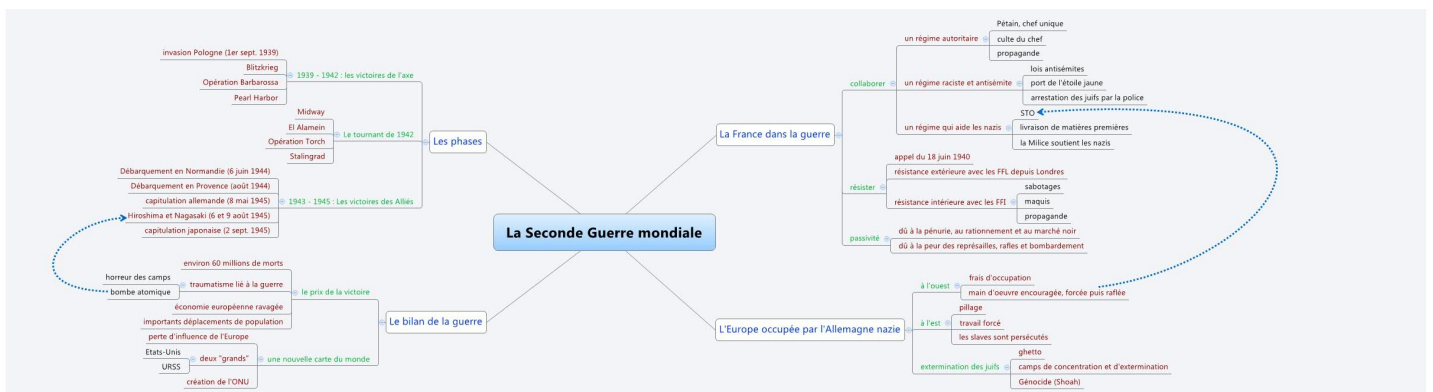 La Seconde Guerre mondiale
Les phases
1939 - 1942 : les victoires de l'axe
invasion Pologne (1er sept. 1939)
Blitzkrieg
Opération Barbarossa
Pearl Harbor
Le tournant de 1942
Midway
El Alamein
Opération Torch
Stalingrad
1943 - 1945 : Les victoires des Alliés
Débarquement en Normandie (6 juin 1944)
Débarquement en Provence (août 1944)
capitulation allemande (8 mai 1945)
Hiroshima et Nagasaki (6 et 9 août 1945)
capitulation japonaise (2 sept. 1945)
Le bilan de la guerre
le prix de la victoire
environ 60 millions de morts
traumatisme liè à la guerre
horreur des camps
bombe atomique
économie européenne ravagée
importants déplacements de population
une nouvelle carte du monde
perte d'influence de l'Europe
deux "grands"
Etats-Unis
URSS
création de l'ONU
La France dans la guerre
collaborer
un régime autoritaire
Pétain, chef unique
culte du chef
propagande
un régime raciste et antisémite
lois antisémites
port de l'étoile jaune
arrestation des juifs par la police
un régime qui aide les nazis
STO
livraison de matières premières
la Milice soutient les nazis
résister
appel du 18 juin 1940
résistance extérieure avec les FFL depuis Londres
résistance intérieure avec les FFI
sabotages
maquis
propagande
passivité
dû à la pénurie, au rationnement et au marché noir
dû à la peur des représailles, rafles et bombardement
L'Europe occupée par l'Allemagne nazie
à l'ouest
frais d'occupation
main d'oeuvre encouragée, forcée puis raflée
à l'est
pillage
travail forcé
les slaves sont persécutés
extermination des juifs
ghetto
camps de concentration et d'extermination
Génocide (Shoah)